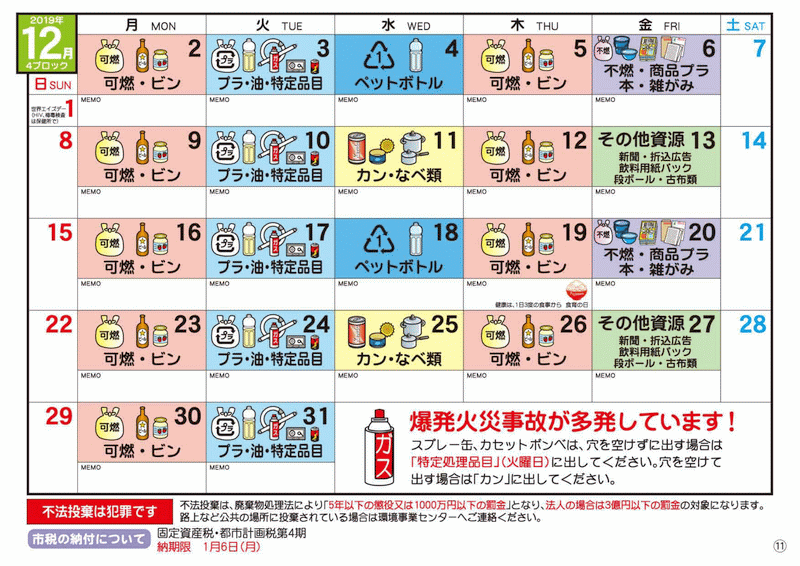 2019年
12月
4ブロック
月 MON
火 TUE
水 WED
木 THU
金 FRI
土 SAT
日 SUN
2
可燃
可燃・ビン
MEMO
3
プラ
ガス
プラ・油・特定品目
MEMO
4
1
ペットボトル
MEMO
5
可燃
可燃・ビン
MEMO
6
不燃
不燃・商品プラ
本・雑がみ
MEMO
7
世界エイズデー
(HIV、梅毒検査
は保健所で)
1
8
9
可燃
可燃・ビン
MEMO
10
プラ
ガス
プラ・油・特定品目
MEMO
11
カン・なべ類
MEMO
12
可燃
可燃・ビン
MEMO
その他資源 13
新聞・折込広告
飲料用紙パック
段ボール・古布類
MEMO
14
15
16
可燃
可燃・ビン
MEMO
17
プラ
ガス
プラ・油・特定品目
MEMO
18
1
ペットボトル
MEMO
19
可燃
可燃・ビン
MEMO
健康は、1日3度の食事から 食育の日
20
不燃
不燃・商品プラ
本・雑がみ
MEMO
21
22
23
可燃
可燃・ビン
MEMO
24
プラ
ガス
プラ・油・特定品目
MEMO
25
カン・なべ類
MEMO
26
可燃
可燃・ビン
MEMO
その他資源 27
新聞・折込広告
飲料用紙パック
段ボール・古布類
MEMO
28
29
30
可燃
可燃・ビン
MEMO
31
プラ
ガス
プラ・油・特定品目
MEMO
ガス
爆発火災事故が多発しています!
スプレー缶、カセットボンベは、穴を空けずに出す場合は
「特定処理品目」(火曜日)に出してください。穴を空けて
出す場合は「カン」に出してください。
不法投棄は犯罪です
不法投棄は、廃棄物処理法により「5年以下の懲役又は1000万円以下の罰金」となり、法人の場合は3億円以下の罰金の対象になります。
路上など公共の場所に投棄されている場合は環境事業センターへご連絡ください。
市税の納付について
固定資産税・都市計画税第4期
納期限 1月6日(月)
11